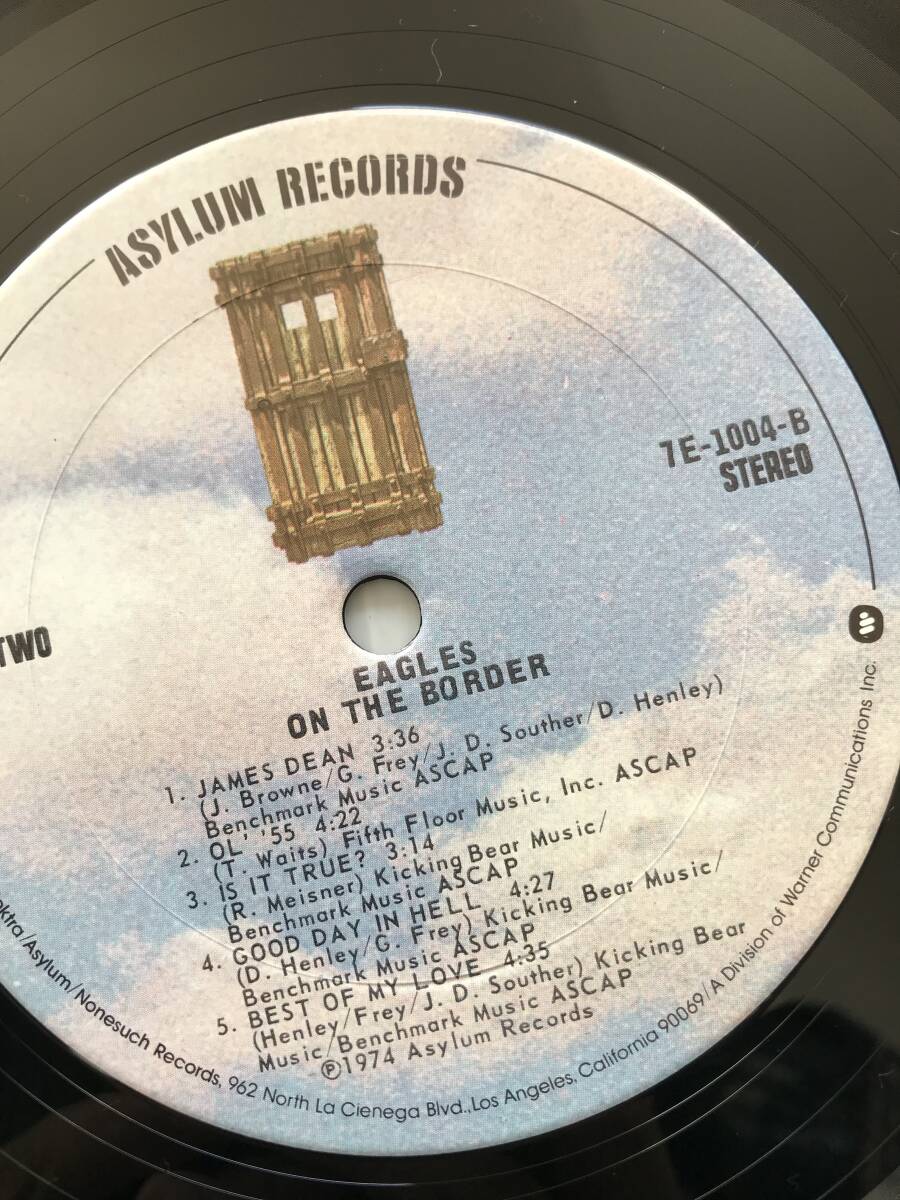 ASYLUM RECORDS
7E-1004-B
STEREO
TWO
EAGLES
ON THE BORDER
1. JAMES DEAN 3:36
(J. Browne/G. Frey/J. D. Souther/D. Henley)
Benchmark Music ASCAP
2. OL' '55 4:22
(T. Waits) Fifth Floor Music, Inc. ASCAP
3. IS IT TRUE? 3:14
(R. Meisner) Kicking Bear Music/
Benchmark Music ASCAP
4. GOOD DAY IN HELL 4:27
(D. Henley/G. Frey) Kicking Bear Music/
Benchmark Music ASCAP
5. BEST OF MY LOVE 4:35
(Henley/Frey/J. D. Souther) Kicking Bear
Music/Benchmark Music ASCAP
℗1974 Asylum Records
ektra/Asylum/Nonesuch Records, 962 North La Cienega Blvd., Los Angeles, California 90069/A Division of Warner Communications Inc.